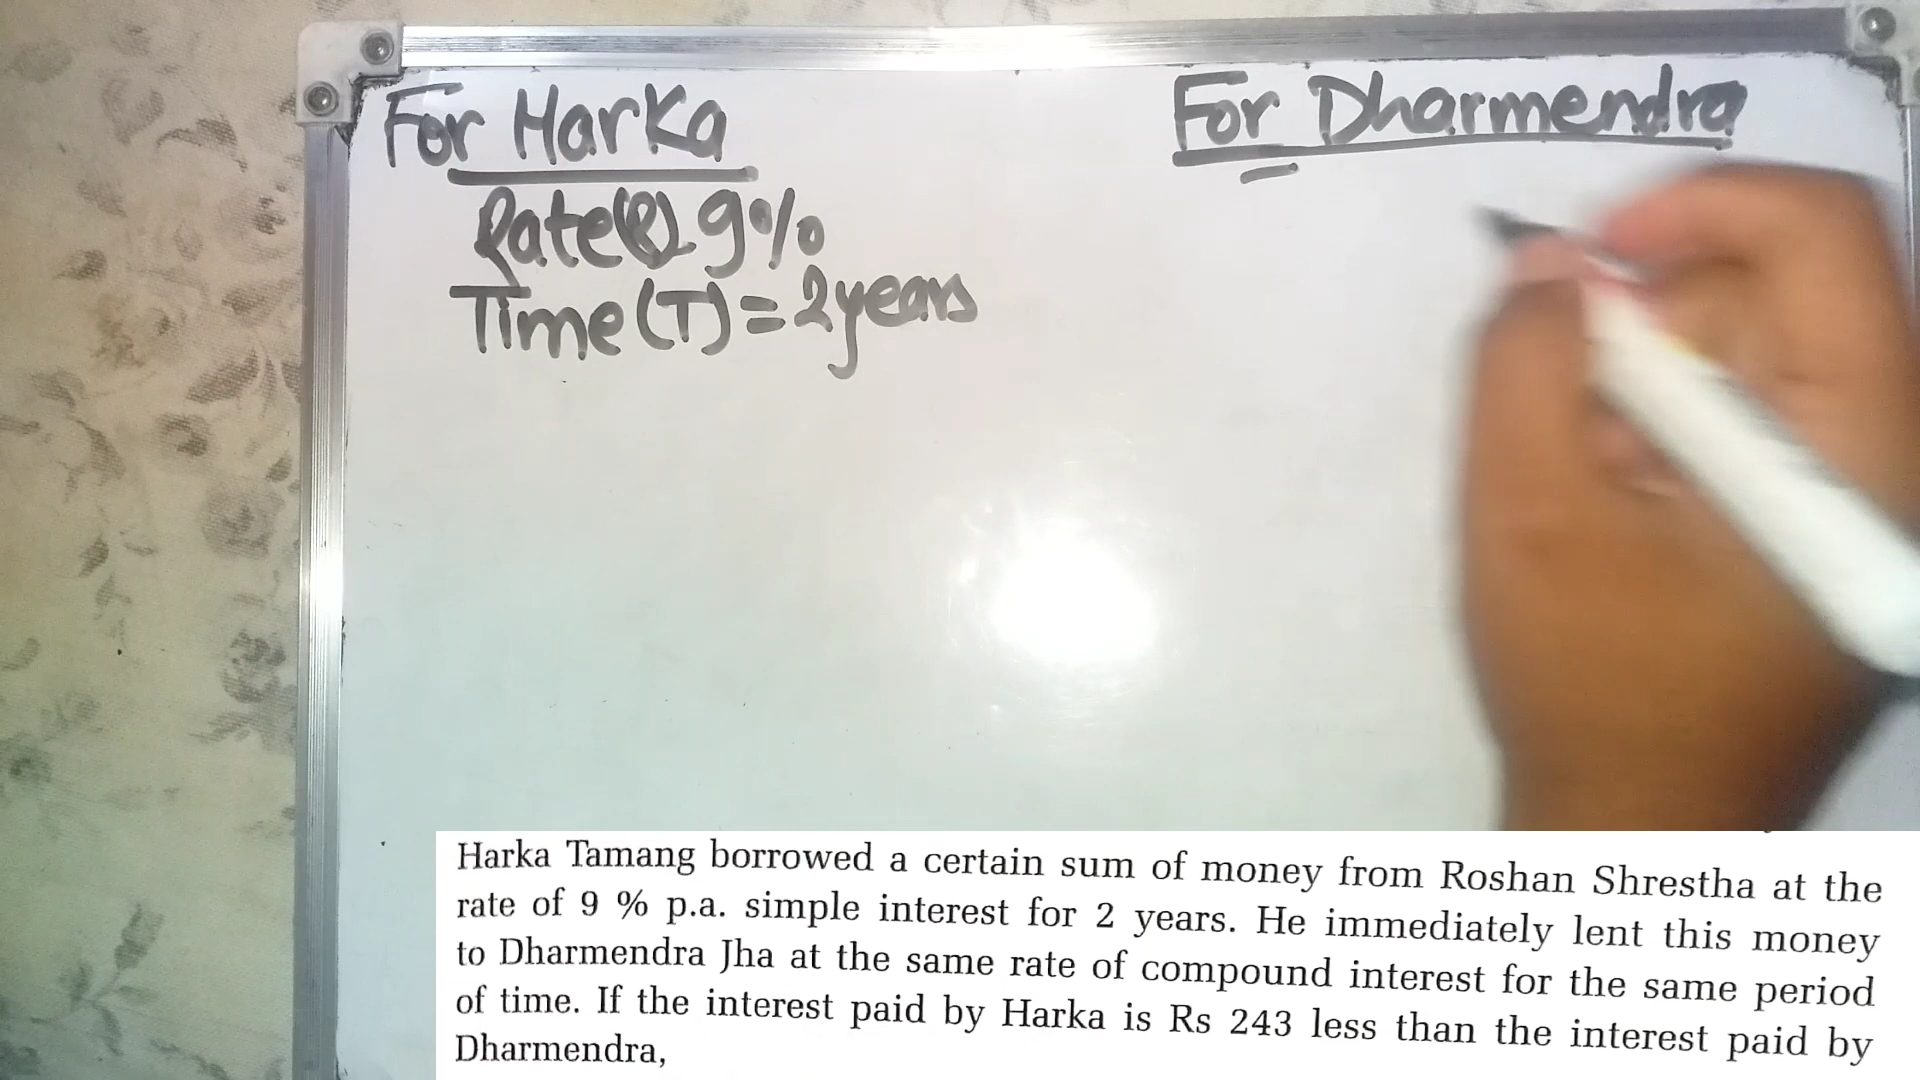 For Harka
Rate(R) 9%
Time(T)=2years
For Dharmendra
Harka Tamang borrowed a certain sum of money from Roshan Shrestha at the
rate of 9 % p.a. simple interest for 2 years. He immediately lent this money
to Dharmendra Jha at the same rate of compound interest for the same period
of time. If the interest paid by Harka is Rs 243 less than the interest paid by
Dharmendra,